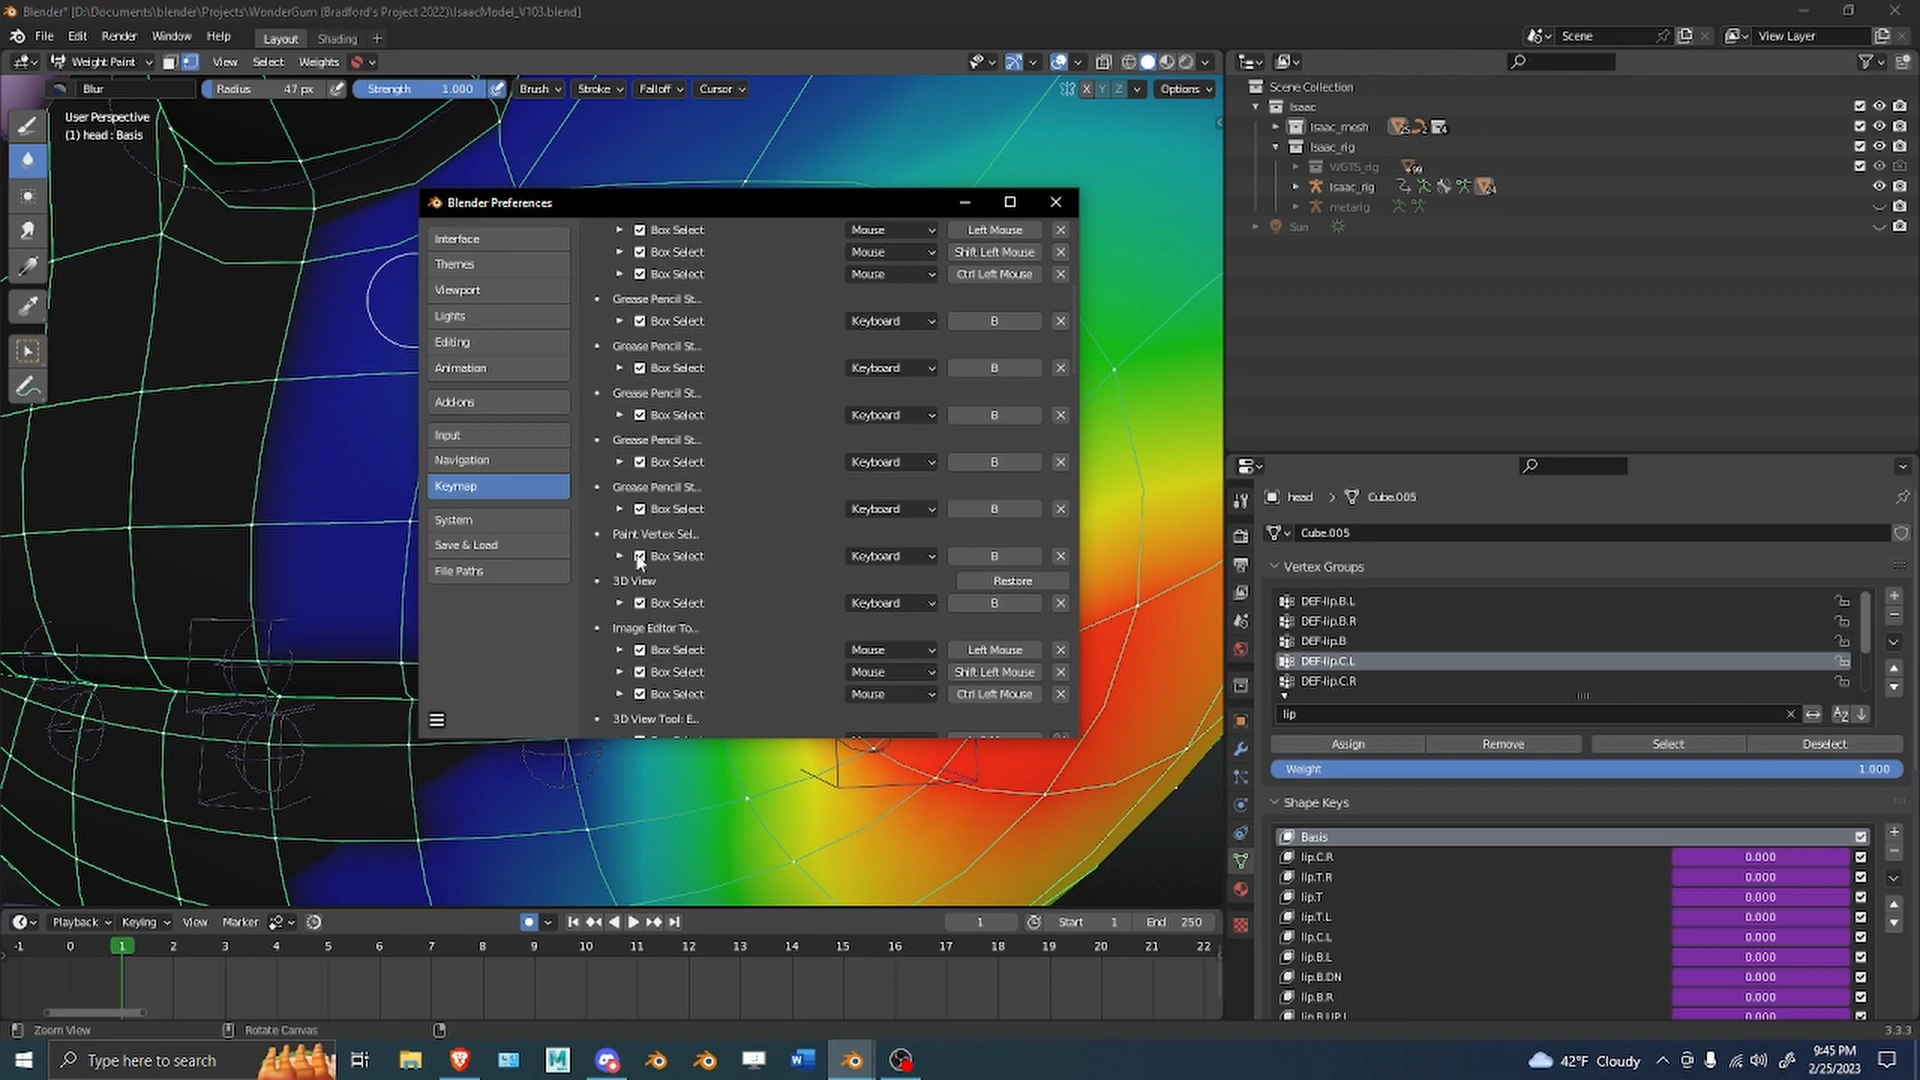 Blender* [D:\Documents\blender\Projects\WonderGum (Bradford's Project 2022)\IsaacModel_V103.blend]
File Edit Render Window Help Layout Shading + Scene View Layer
Weight Paint View Select Weights
Blur Radius 47 px Strength 1.000 Brush Stroke Falloff Cursor X Y Z Options
User Perspective
(1) head : Basis
Scene Collection
Isaac
Isaac_mesh 25 2 4
Isaac_rig
WGTS_rig 99
Isaac_rig 24
metarig
Sun
Blender Preferences
Interface
Themes
Viewport
Lights
Editing
Animation
Add-ons
Input
Navigation
Keymap
System
Save & Load
File Paths
Box Select Mouse Left Mouse
Box Select Mouse Shift Left Mouse
Box Select Mouse Ctrl Left Mouse
Grease Pencil St...
Box Select Keyboard B
Grease Pencil St...
Box Select Keyboard B
Grease Pencil St...
Box Select Keyboard B
Grease Pencil St...
Box Select Keyboard B
Grease Pencil St...
Box Select Keyboard B
Paint Vertex Sel...
Box Select Keyboard B
3D View Restore
Box Select Keyboard B
Image Editor To...
Box Select Mouse Left Mouse
Box Select Mouse Shift Left Mouse
Box Select Mouse Ctrl Left Mouse
3D View Tool: E...
head > Cube.005
Cube.005
Vertex Groups
DEF-lip.B.L
DEF-lip.B.R
DEF-lip.B
DEF-lip.C.L
DEF-lip.C.R
lip
Assign Remove Select Deselect
Weight 1.000
Shape Keys
Basis
lip.C.R 0.000
lip.T.R 0.000
lip.T 0.000
lip.T.L 0.000
lip.C.L 0.000
lip.B.L 0.000
lip.B.DN 0.000
lip.B.R 0.000
lip.B.UP.L 0.000
Playback Keying View Marker 1 Start 1 End 250
-1 0 1 2 3 4 5 6 7 8 9 10 11 12 13 14 15 16 17 18 19 20 21 22
Zoom View Rotate Canvas 3.3.3
Type here to search 42°F Cloudy 9:45 PM
2/25/2023